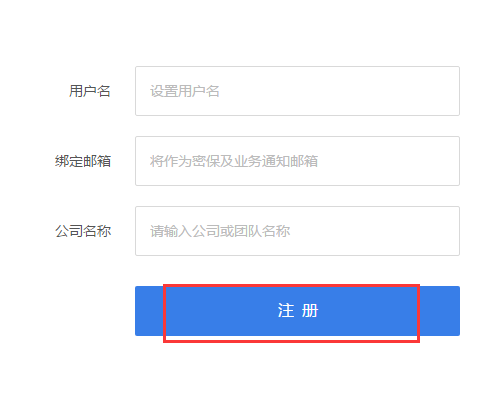 用户名 设置用户名
绑定邮箱 将作为密保及业务通知邮箱
公司名称 请输入公司或团队名称
注 册